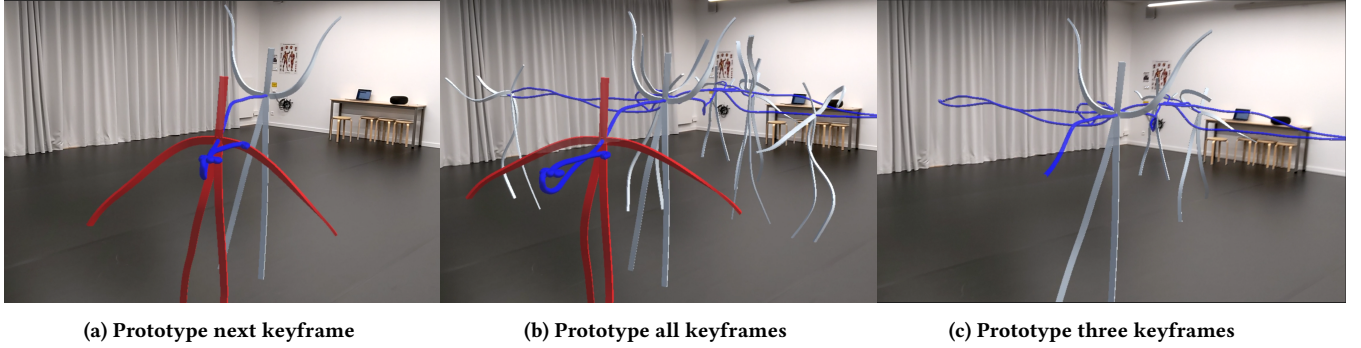 (a) Prototype next keyframe
(b) Prototype all keyframes
(c) Prototype three keyframes